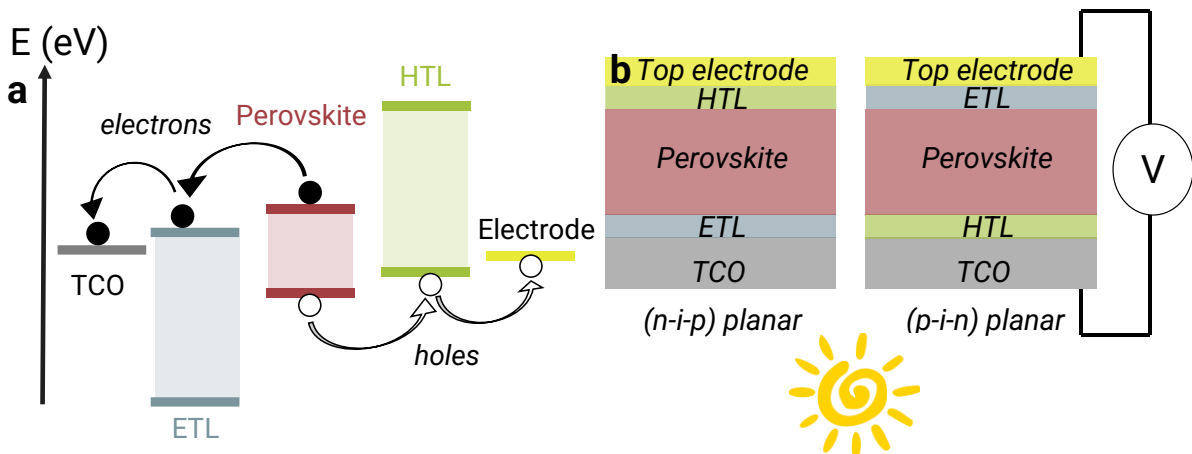 E (eV)
a
electrons
Perovskite
HTL
TCO
ETL
Electrode
holes
b
Top electrode
HTL
Perovskite
ETL
TCO
(n-i-p) planar
Top electrode
ETL
Perovskite
HTL
TCO
(p-i-n) planar
V